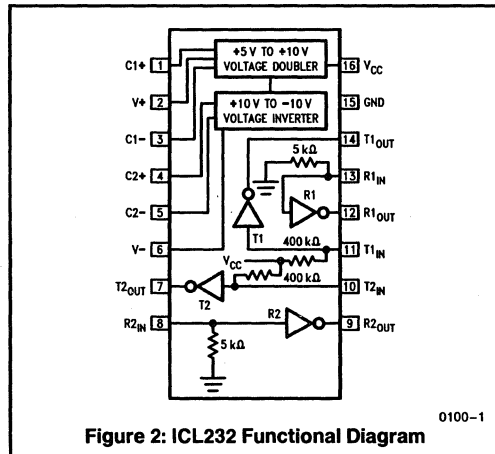 +5 V TO +10 V
VOLTAGE DOUBLER
+10 V TO −10 V
VOLTAGE INVERTER
C1+ 1
V+ 2
C1− 3
C2+ 4
C2− 5
V− 6
T2OUT 7
R2IN 8
16 VCC
15 GND
14 T1OUT
13 R1IN
12 R1OUT
11 T1IN
10 T2IN
9 R2OUT
5 kΩ
R1
T1
400 kΩ
VCC
400 kΩ
T2
R2
5 kΩ
0100–1
Figure 2: ICL232 Functional Diagram